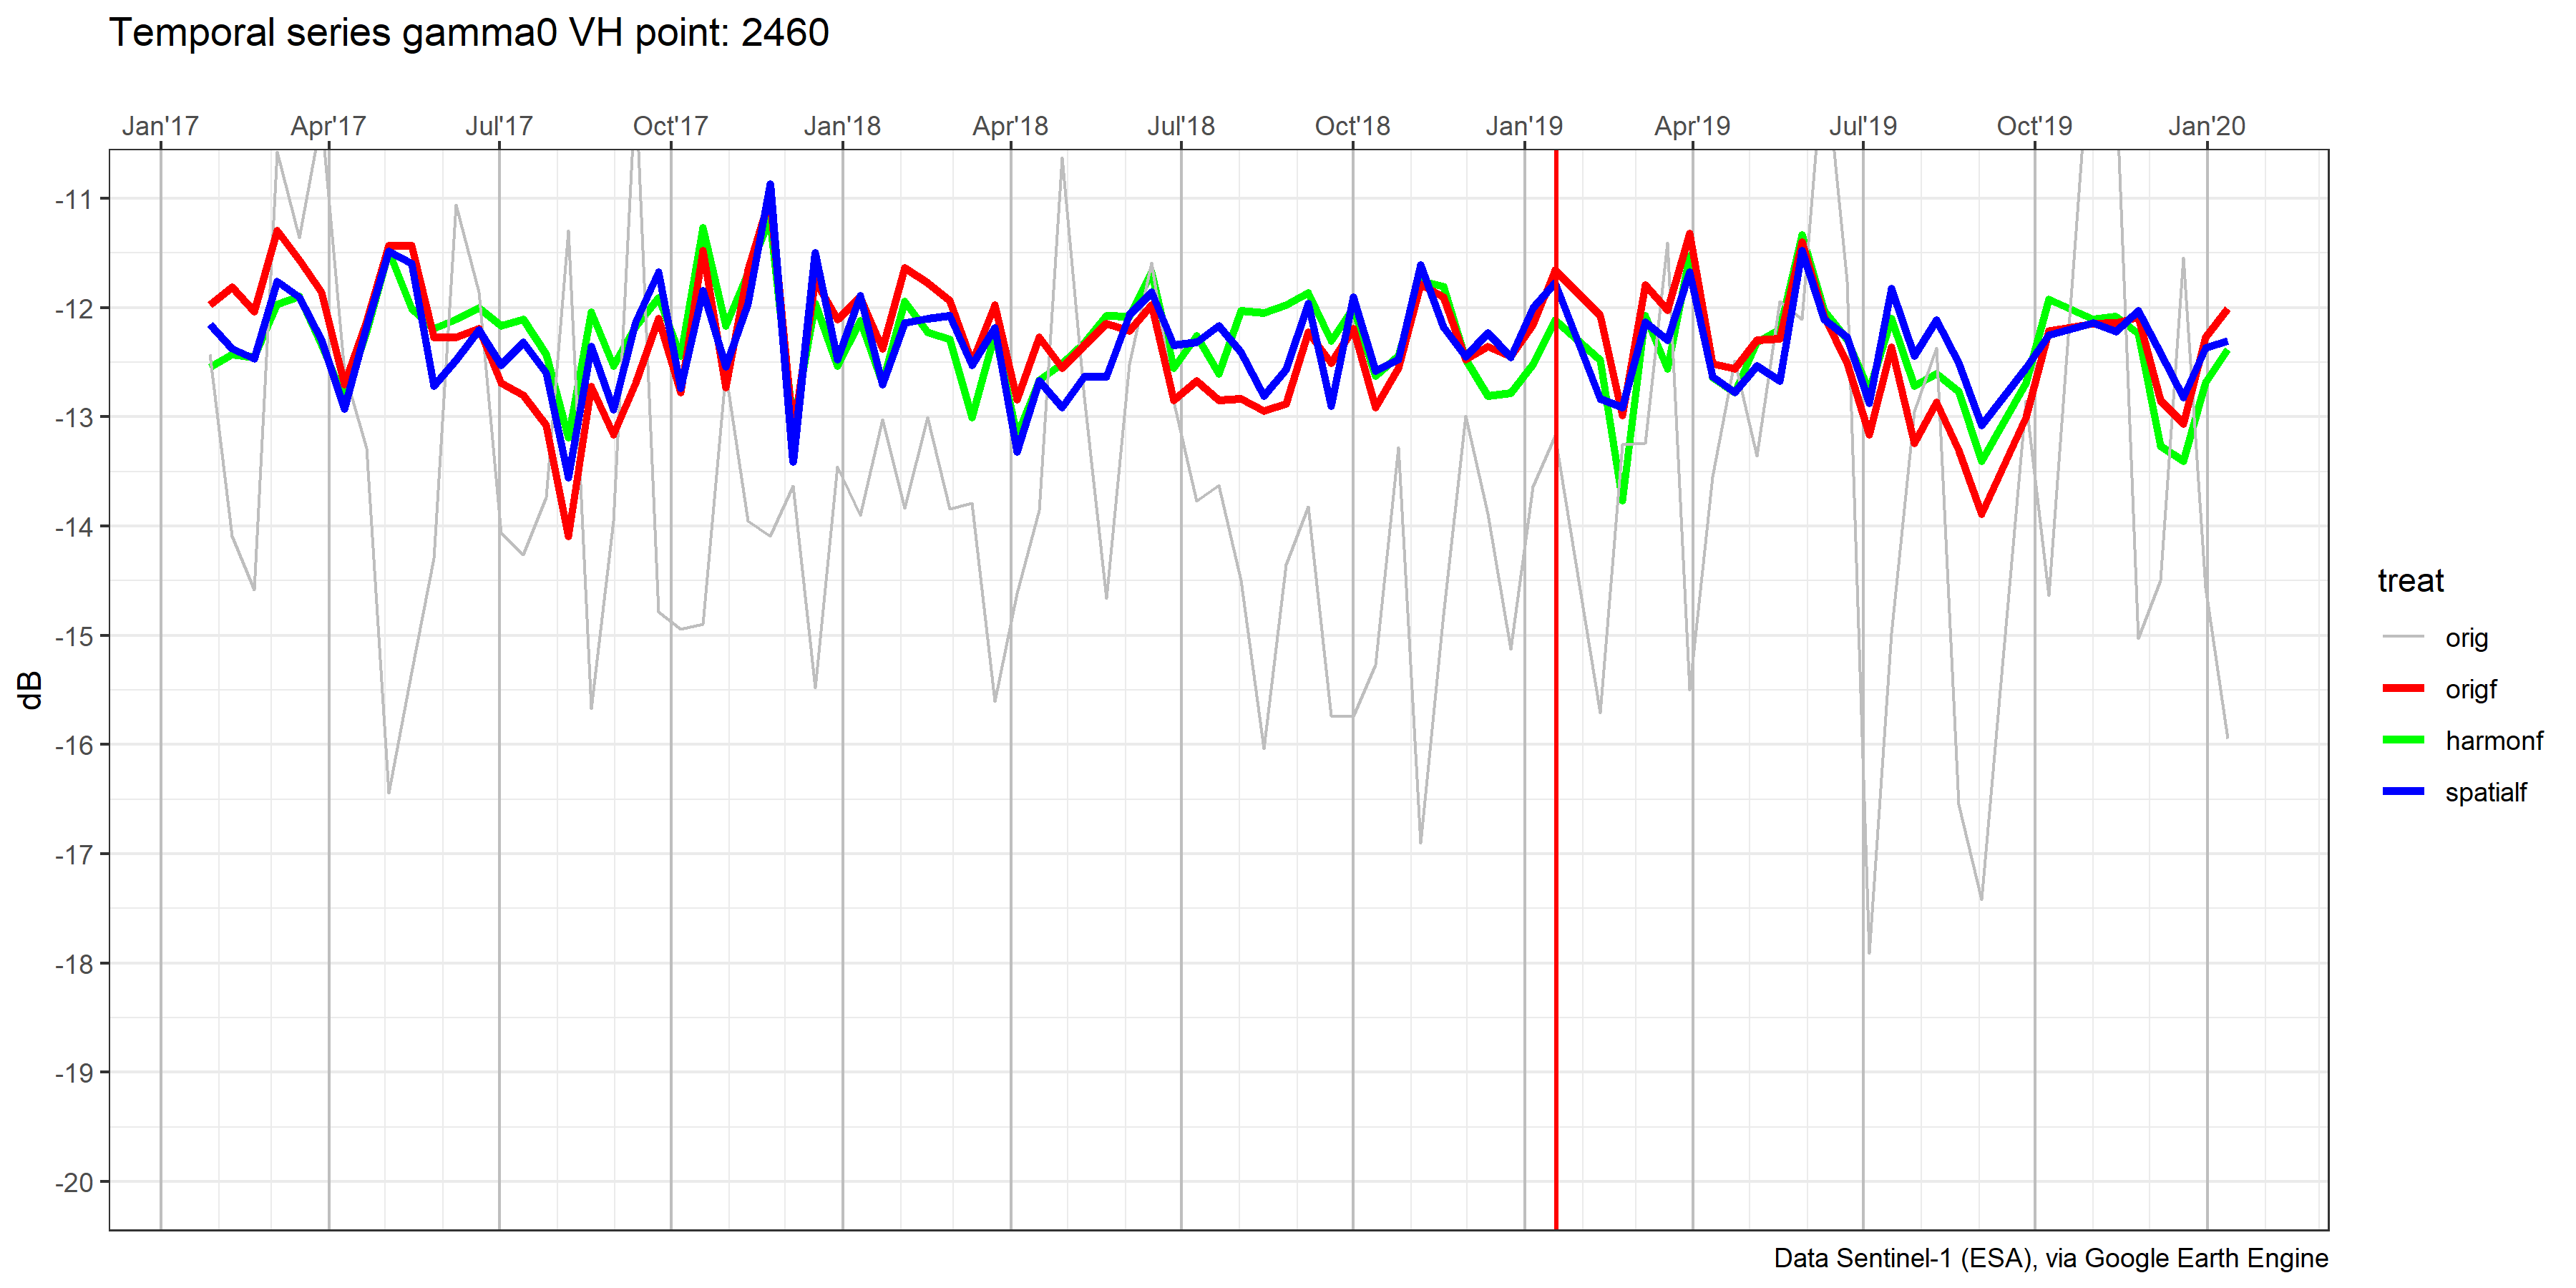 Temporal series gamma0 VH point: 2460
Jan'17 Apr'17 Jul'17 Oct'17 Jan'18 Apr'18 Jul'18 Oct'18 Jan'19 Apr'19 Jul'19 Oct'19 Jan'20
-11
-12
-13
-14
-15
-16
-17
-18
-19
-20
dB
treat
orig
origf
harmonf
spatialf
Data Sentinel-1 (ESA), via Google Earth Engine